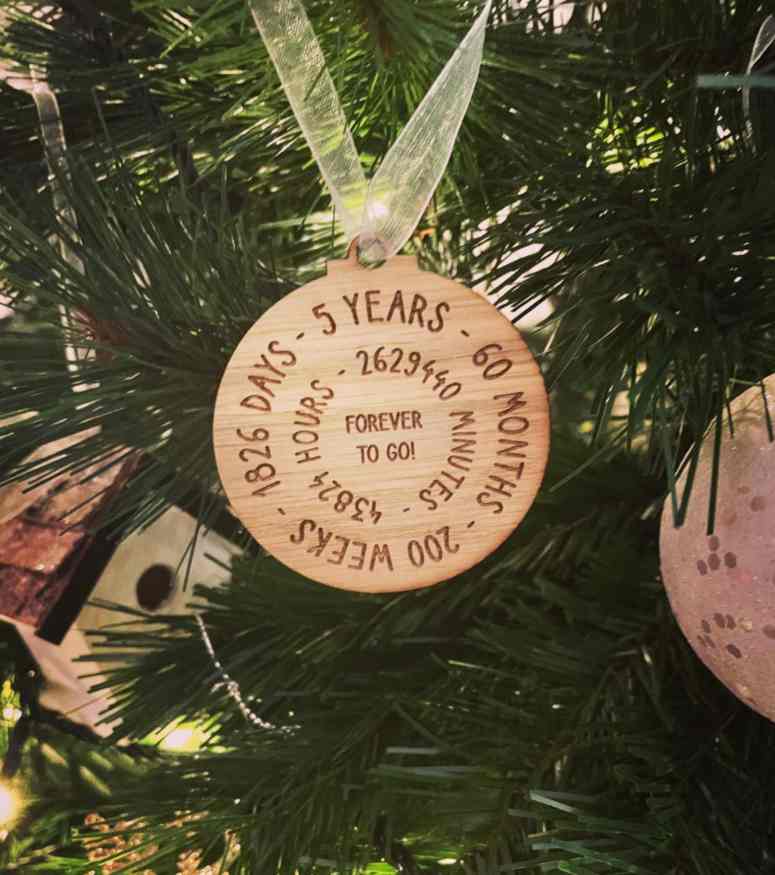 5 YEARS - 60 MONTHS - 200 WEEKS - 1826 DAYS -
2629440 MINUTES - 43824 HOURS -
FOREVER
TO GO!